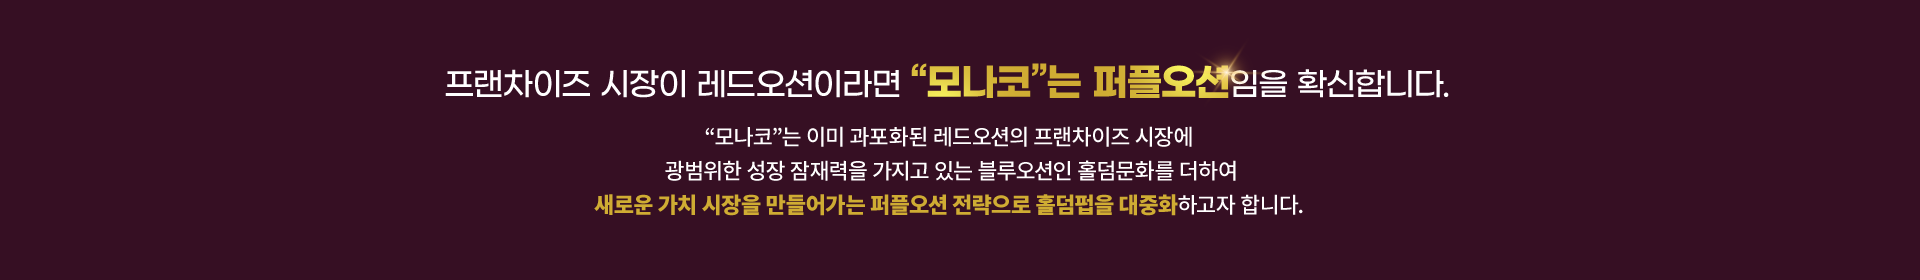 프랜차이즈 시장이 레드오션이라면 “모나코”는 퍼플오션임을 확신합니다.
“모나코”는 이미 과포화된 레드오션의 프랜차이즈 시장에
광범위한 성장 잠재력을 가지고 있는 블루오션인 홀덤문화를 더하여
새로운 가치 시장을 만들어가는 퍼플오션 전략으로 홀덤펍을 대중화하고자 합니다.